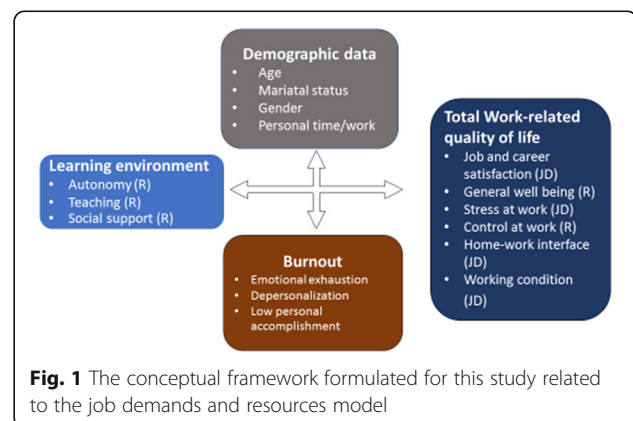 Demographic data
• Age
• Mariatal status
• Gender
• Personal time/work
Learning environment
• Autonomy (R)
• Teaching (R)
• Social support (R)
Total Work-related
quality of life
• Job and career
satisfaction (JD)
• General well being (R)
• Stress at work (JD)
• Control at work (R)
• Home-work interface
(JD)
• Working condition
(JD)
Burnout
• Emotional exhaustion
• Depersonalization
• Low personal
accomplishment
Fig. 1 The conceptual framework formulated for this study related
to the job demands and resources model